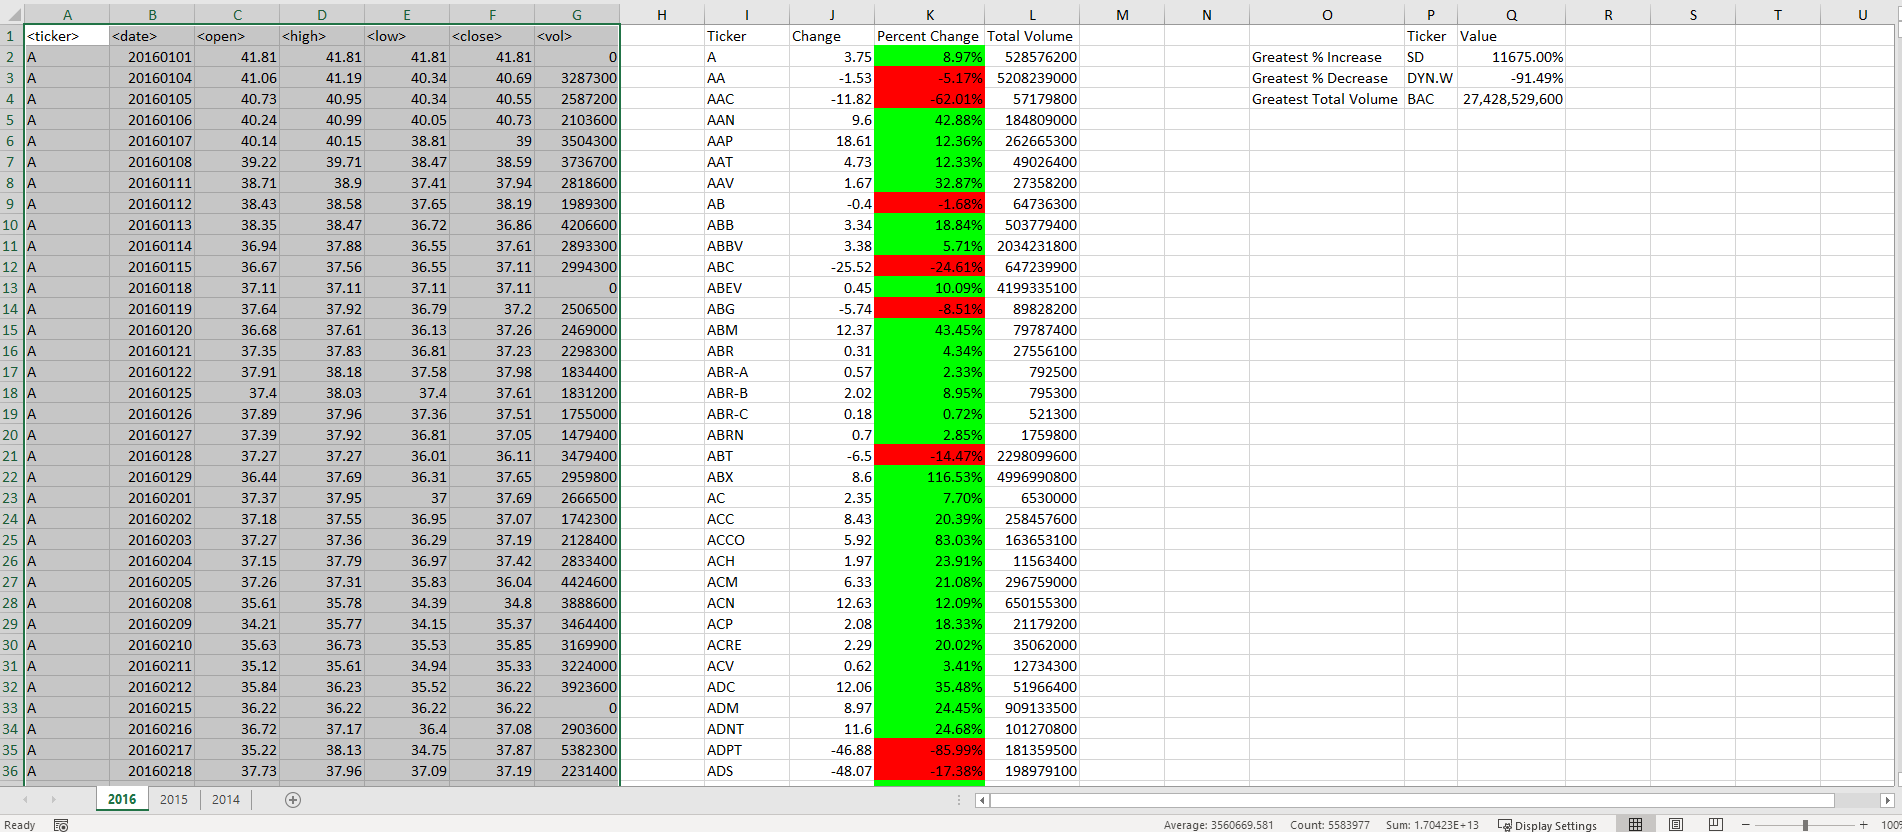 A B C D E F G H I J K L M N O P Q R S T U
1 <ticker> <date> <open> <high> <low> <close> <vol> Ticker Change Percent Change Total Volume Ticker Value
2 A 20160101 41.81 41.81 41.81 41.81 0 A 3.75 8.97% 528576200 Greatest % Increase SD 11675.00%
3 A 20160104 41.06 41.19 40.34 40.69 3287300 AA -1.53 -5.17% 5208239000 Greatest % Decrease DYN.W -91.49%
4 A 20160105 40.73 40.95 40.34 40.55 2587200 AAC -11.82 -62.01% 57179800 Greatest Total Volume BAC 27,428,529,600
5 A 20160106 40.24 40.99 40.05 40.73 2103600 AAN 9.6 42.88% 184809000
6 A 20160107 40.14 40.15 38.81 39 3504300 AAP 18.61 12.36% 262665300
7 A 20160108 39.22 39.71 38.47 38.59 3736700 AAT 4.73 12.33% 49026400
8 A 20160111 38.71 38.9 37.41 37.94 2818600 AAV 1.67 32.87% 27358200
9 A 20160112 38.43 38.58 37.65 38.19 1989300 AB -0.4 -1.68% 64736300
10 A 20160113 38.35 38.47 36.72 36.86 4206600 ABB 3.34 18.84% 503779400
11 A 20160114 36.94 37.88 36.55 37.61 2893300 ABBV 3.38 5.71% 2034231800
12 A 20160115 36.67 37.56 36.55 37.11 2994300 ABC -25.52 -24.61% 647239900
13 A 20160118 37.11 37.11 37.11 37.11 0 ABEV 0.45 10.09% 4199335100
14 A 20160119 37.64 37.92 36.79 37.2 2506500 ABG -5.74 -8.51% 89828200
15 A 20160120 36.68 37.61 36.13 37.26 2469000 ABM 12.37 43.45% 79787400
16 A 20160121 37.35 37.83 36.81 37.23 2298300 ABR 0.31 4.34% 27556100
17 A 20160122 37.91 38.18 37.58 37.98 1834400 ABR-A 0.57 2.33% 792500
18 A 20160125 37.4 38.03 37.4 37.61 1831200 ABR-B 2.02 8.95% 795300
19 A 20160126 37.89 37.96 37.36 37.51 1755000 ABR-C 0.18 0.72% 521300
20 A 20160127 37.39 37.92 36.81 37.05 1479400 ABRN 0.7 2.85% 1759800
21 A 20160128 37.27 37.27 36.01 36.11 3479400 ABT -6.5 -14.47% 2298099600
22 A 20160129 36.44 37.69 36.31 37.65 2959800 ABX 8.6 116.53% 4996990800
23 A 20160201 37.37 37.95 37 37.69 2666500 AC 2.35 7.70% 6530000
24 A 20160202 37.18 37.55 36.95 37.07 1742300 ACC 8.43 20.39% 258457600
25 A 20160203 37.27 37.36 36.29 37.19 2128400 ACCO 5.92 83.03% 163653100
26 A 20160204 37.15 37.79 36.97 37.42 2833400 ACH 1.97 23.91% 11563400
27 A 20160205 37.26 37.31 35.83 36.04 4424600 ACM 6.33 21.08% 296759000
28 A 20160208 35.61 35.78 34.39 34.8 3888600 ACN 12.63 12.09% 650155300
29 A 20160209 34.21 35.77 34.15 35.37 3464400 ACP 2.08 18.33% 21179200
30 A 20160210 35.63 36.73 35.53 35.85 3169900 ACRE 2.29 20.02% 35062000
31 A 20160211 35.12 35.61 34.94 35.33 3224000 ACV 0.62 3.41% 12734300
32 A 20160212 35.84 36.23 35.52 36.22 3923600 ADC 12.06 35.48% 51966400
33 A 20160215 36.22 36.22 36.22 36.22 0 ADM 8.97 24.45% 909133500
34 A 20160216 36.72 37.17 36.4 37.08 2903600 ADNT 11.6 24.68% 101270800
35 A 20160217 35.22 38.13 34.75 37.87 5382300 ADPT -46.88 -85.99% 181359500
36 A 20160218 37.73 37.96 37.09 37.19 2231400 ADS -48.07 -17.38% 198979100
2016 2015 2014
Ready Average: 3560669.581 Count: 5583977 Sum: 1.70423E+13 Display Settings